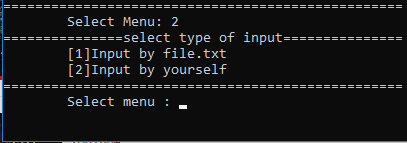 ==================================================
Select Menu: 2
===============select type of input===============
[1]Input by file.txt
[2]Input by yourself
==================================================
Select menu : _